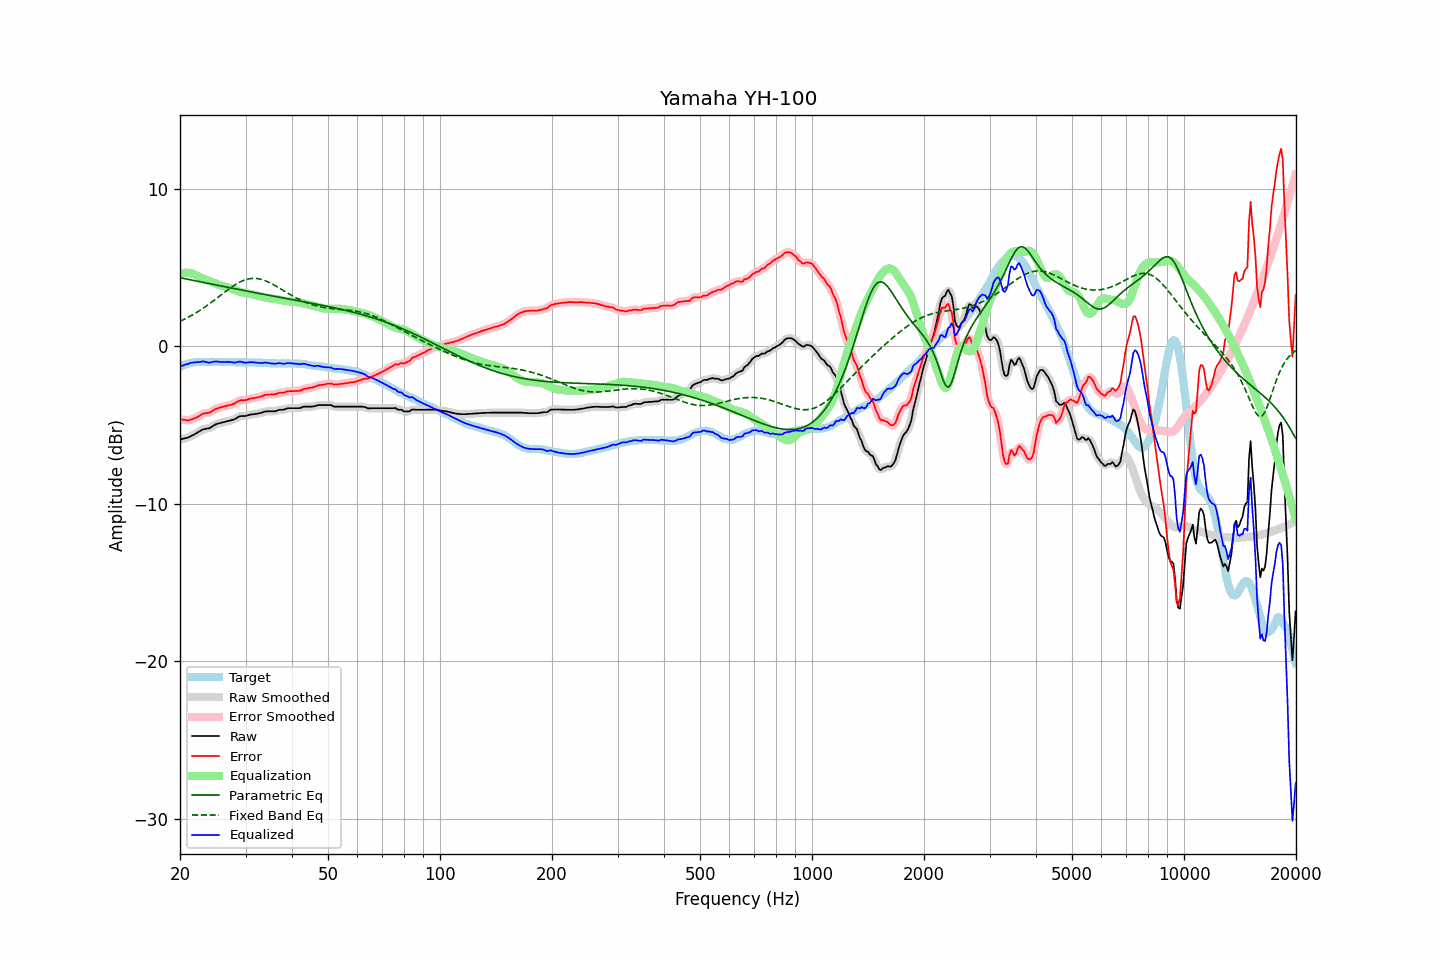 Yamaha YH-100
Amplitude (dBr)
10
0
−10
−20
−30
Target
Raw Smoothed
Error Smoothed
Raw
Error
Equalization
Parametric Eq
Fixed Band Eq
Equalized
20 50 100 200 500 1000 2000 5000 10000 20000
Frequency (Hz)